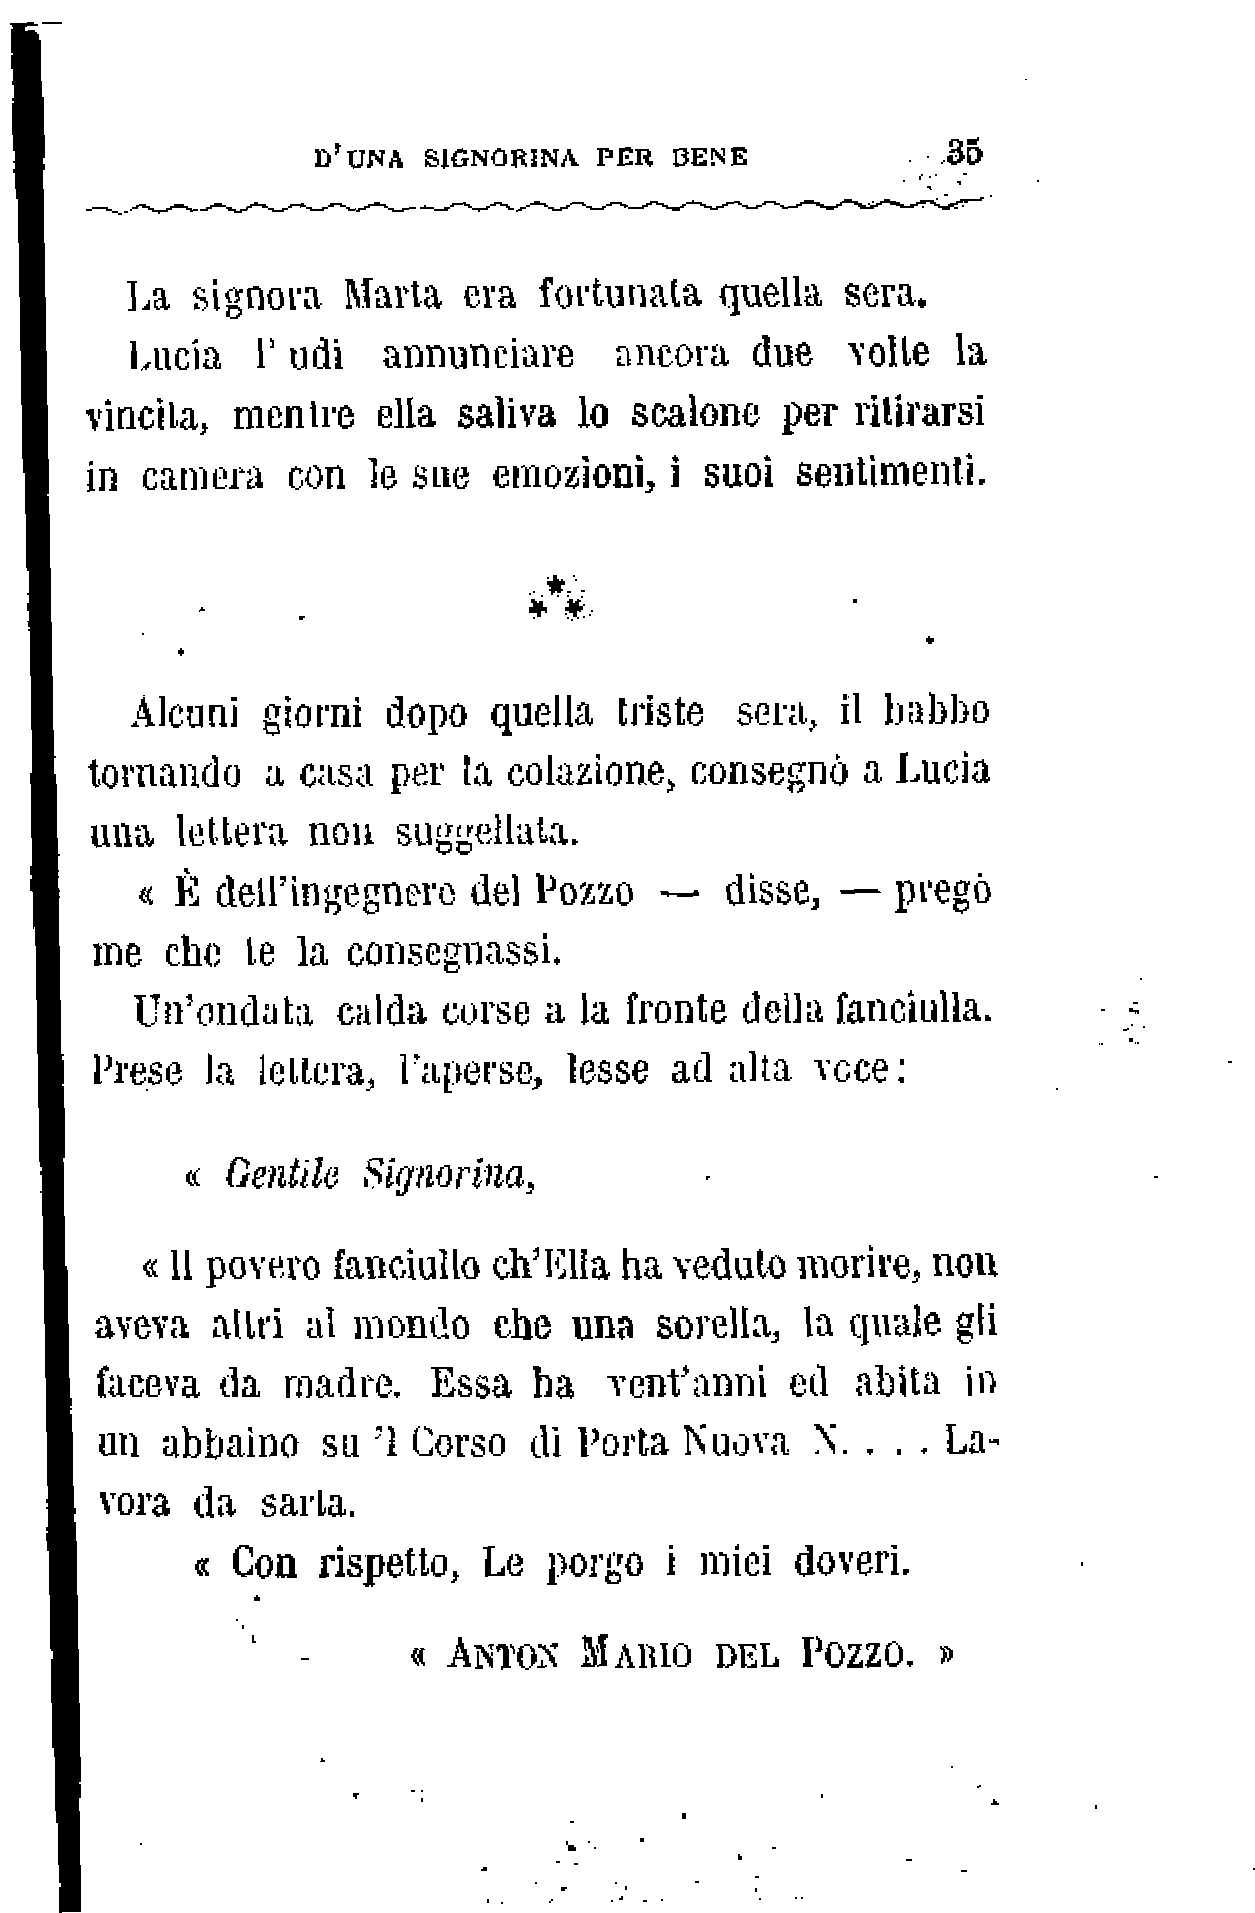 D'UNA SIGNORINA PER BENE 35
La signora Marta era fortunata quella sera.
Lucia l' udì annunciare ancora due volte la
vincita, mentre ella saliva lo scalone per ritirarsi
in camera con le sue emozioni, i suoi sentimenti.
* * *
Alcuni giorni dopo quella triste sera, il babbo
tornando a casa per la colazione, consegnò a Lucia
una lettera non suggellata.
« È dell'ingegnere del Pozzo — disse, — pregò
me che te la consegnassi.
Un'ondata calda corse a la fronte della fanciulla.
Prese la lettera, l'aperse, lesse ad alta voce:
« Gentile Signorina,
« Il povero fanciullo ch'Ella ha veduto morire, non
aveva altri al mondo che una sorella, la quale gli
faceva da madre. Essa ha vent'anni ed abita in
un abbaino su 'l Corso di Porta Nuova N. . . . La-
vora da sarta.
« Con rispetto, Le porgo i miei doveri.
« ANTON MARIO DEL POZZO. »